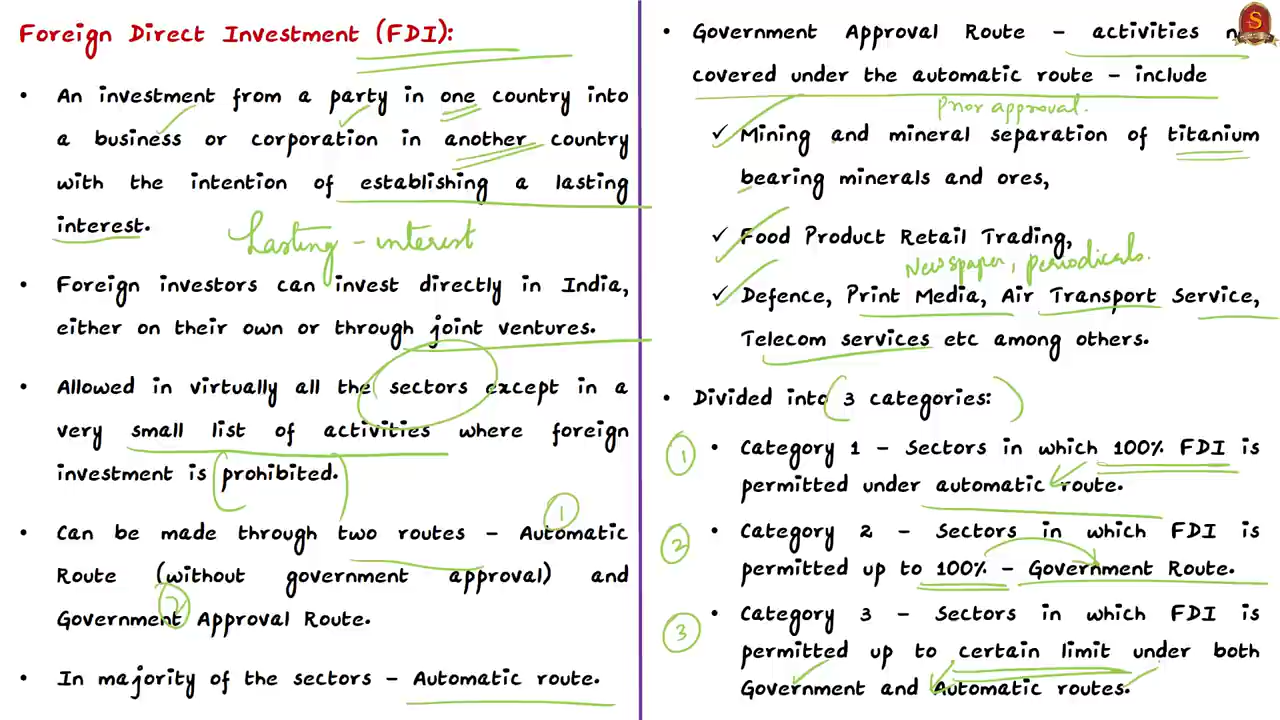 Foreign Direct Investment (FDI):
• An investment from a party in one country into
a business or corporation in another country
with the intention of establishing a lasting
interest.
Lasting - interest
• Foreign investors can invest directly in India,
either on their own or through joint ventures.
• Allowed in virtually all the sectors except in a
very small list of activities where foreign
investment is prohibited.
1
• Can be made through two routes – Automatic
Route (without government approval) and
2
Government Approval Route.
• In majority of the sectors – Automatic route.
• Government Approval Route – activities
covered under the automatic route – include
Prior approval.
✓ Mining and mineral separation of titanium
bearing minerals and ores,
✓ Food Product Retail Trading,
Newspaper, periodicals.
✓ Defence, Print Media, Air Transport Service,
Telecom services etc among others.
• Divided into 3 categories:
1
• Category 1 – Sectors in which 100% FDI is
permitted under automatic route.
2
• Category 2 – Sectors in which FDI is
permitted up to 100% – Government Route.
3
• Category 3 – Sectors in which FDI is
permitted up to certain limit under both
Government and Automatic routes.
S